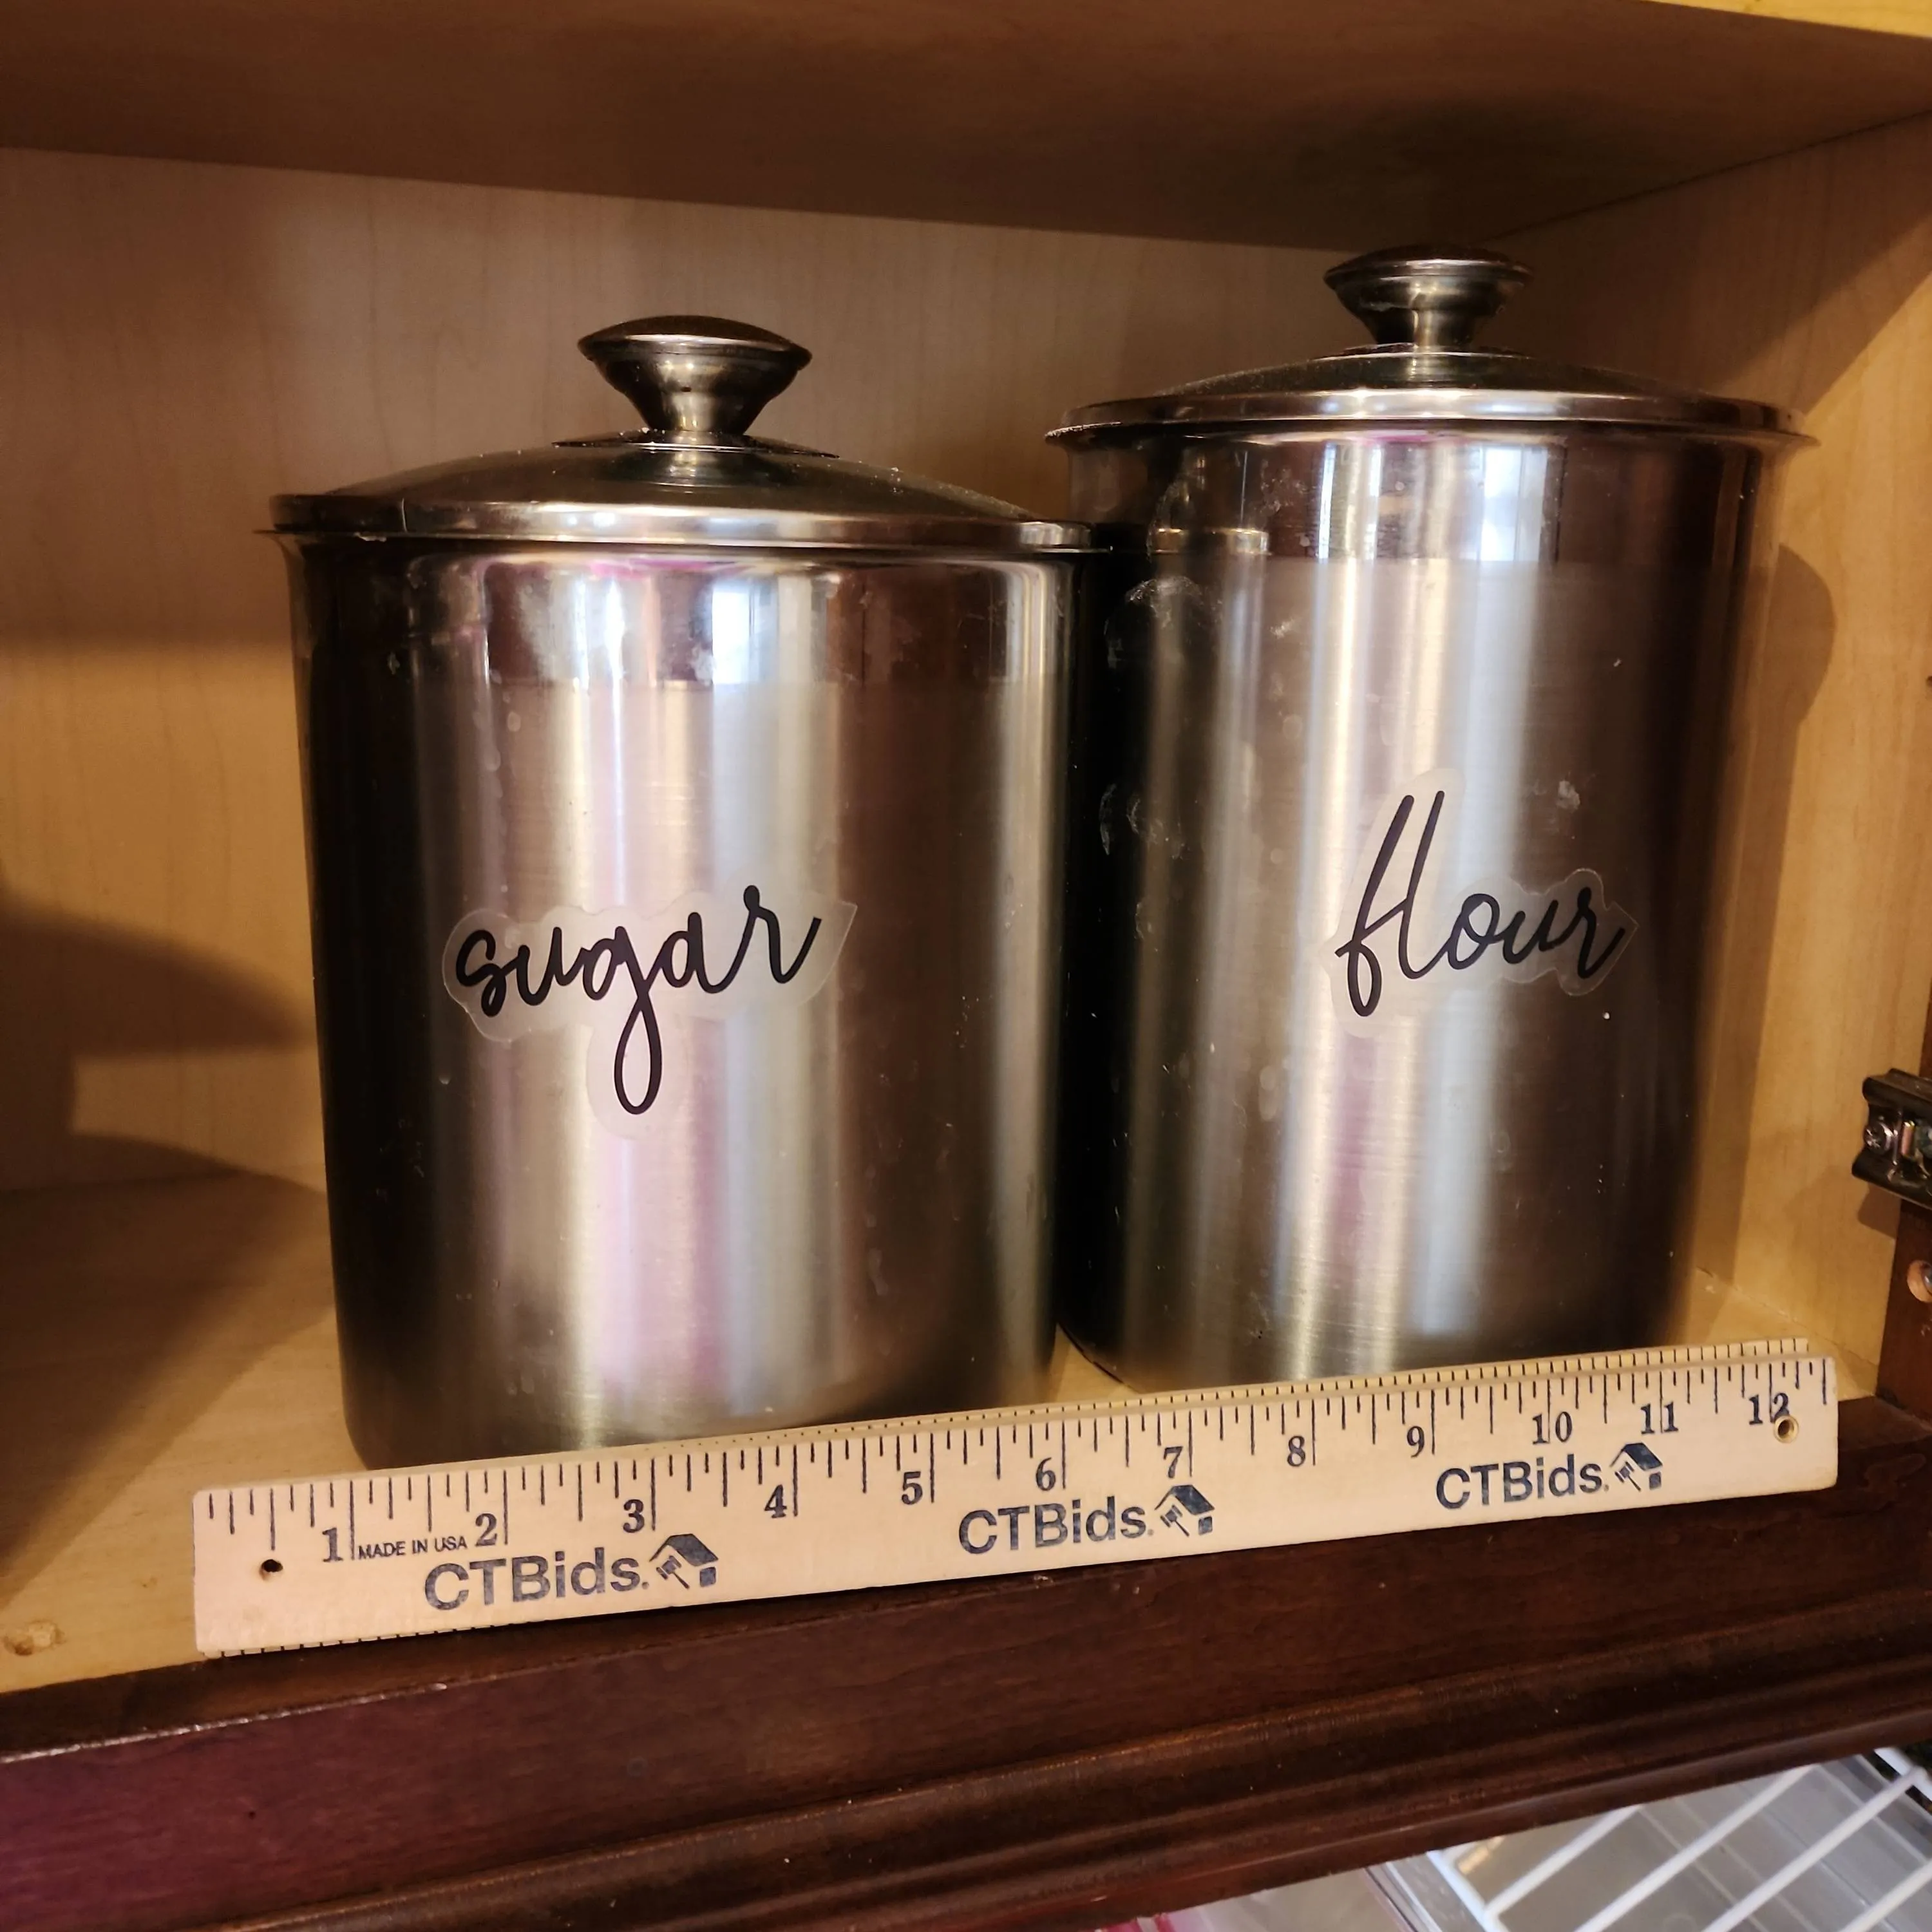 sugar
flour
1 2 3 4 5 6 7 8 9 10 11 12
MADE IN USA
CTBids. CTBids. CTBids.